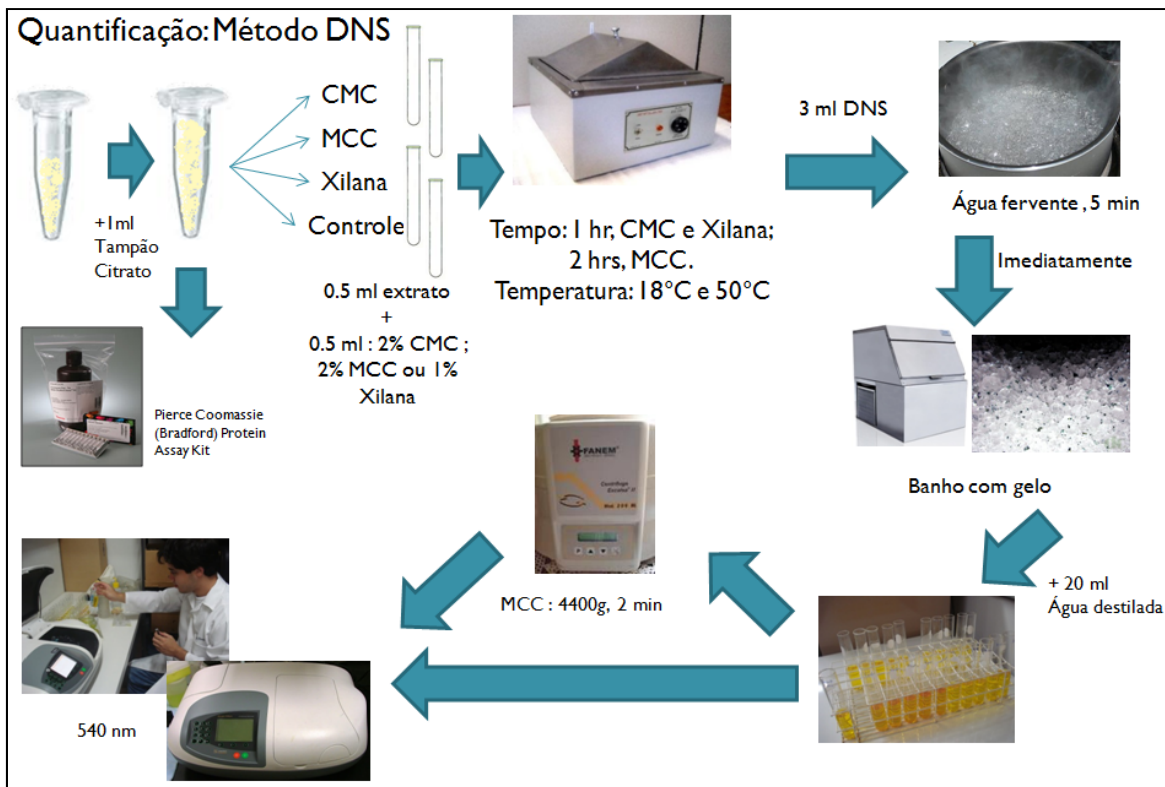 Quantificação: Método DNS
+1ml
Tampão
Citrato
CMC
MCC
Xilana
Controle
0.5 ml extrato
+
0.5 ml : 2% CMC ;
2% MCC ou 1%
Xilana
Tempo: 1 hr, CMC e Xilana;
2 hrs, MCC.
Temperatura: 18°C e 50°C
3 ml DNS
Água fervente , 5 min
Imediatamente
Banho com gelo
+ 20 ml
Água destilada
Pierce Coomassie
(Bradford) Protein
Assay Kit
FANEM
MCC : 4400g, 2 min
540 nm